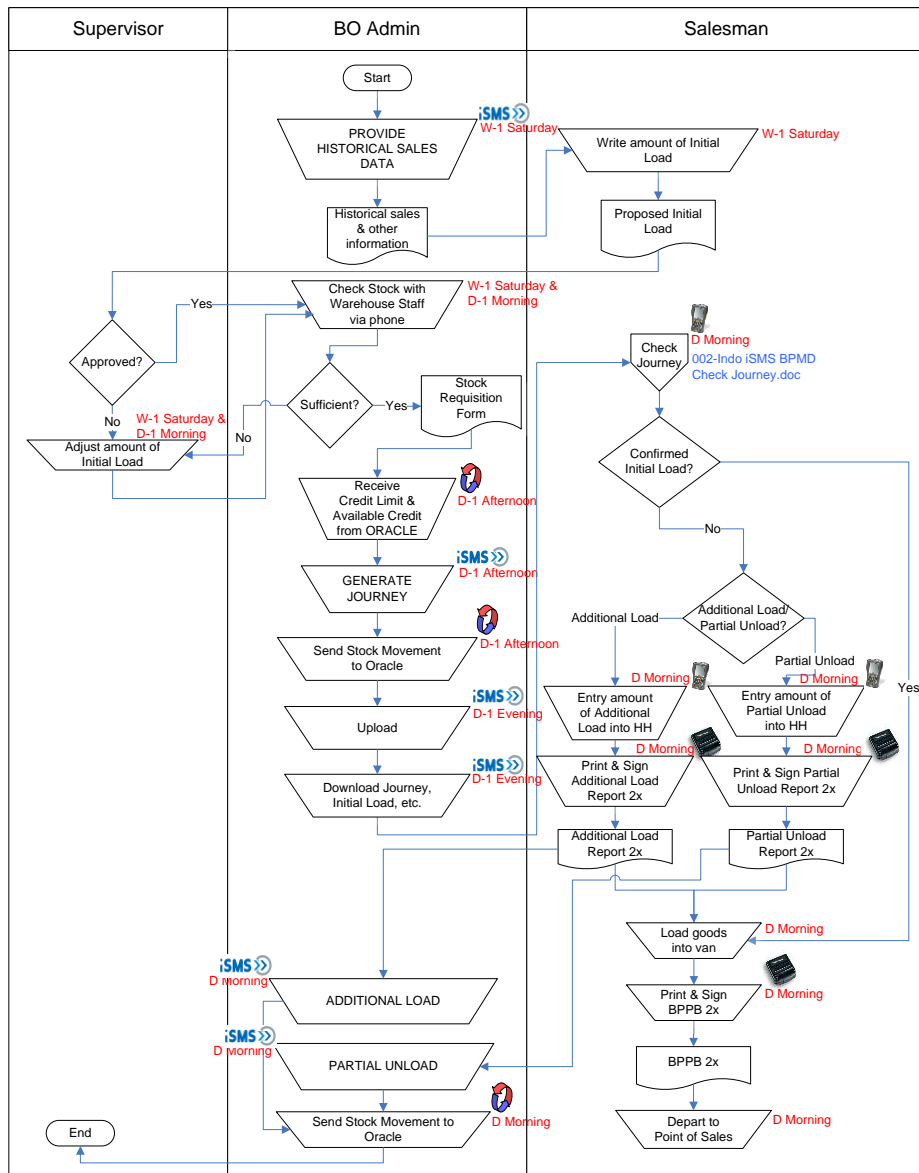 Supervisor
BO Admin
Salesman
Start
iSMS
W-1 Saturday
PROVIDE
HISTORICAL SALES
DATA
Write amount of Initial
Load
W-1 Saturday
Historical sales
& other
information
Proposed Initial
Load
Check Stock with
Warehouse Staff
via phone
W-1 Saturday &
D-1 Morning
Yes
Approved?
D Morning
Check
Journey
002-Indo iSMS BPMD
Check Journey.doc
Sufficient?
Yes
Stock
Requisition
Form
No
W-1 Saturday &
D-1 Morning
No
Adjust amount of
Initial Load
Confirmed
Initial Load?
Receive
Credit Limit &
Available Credit
from ORACLE
D-1 Afternoon
No
iSMS
D-1 Afternoon
GENERATE
JOURNEY
Additional Load/
Partial Unload?
Additional Load
Send Stock Movement
to Oracle
D-1 Afternoon
Partial Unload
D Morning
D Morning
Yes
iSMS
D-1 Evening
Upload
Entry amount
of Additional
Load into HH
Entry amount of
Partial Unload
into HH
D Morning
D Morning
iSMS
D-1 Evening
Download Journey,
Initial Load, etc.
Print & Sign
Additional Load
Report 2x
Print & Sign Partial
Unload Report 2x
Additional Load
Report 2x
Partial Unload
Report 2x
Load goods
into van
D Morning
iSMS
D Morning
ADDITIONAL LOAD
Print & Sign
BPPB 2x
D Morning
iSMS
D Morning
PARTIAL UNLOAD
BPPB 2x
Send Stock Movement to
Oracle
D Morning
Depart to
Point of Sales
D Morning
End